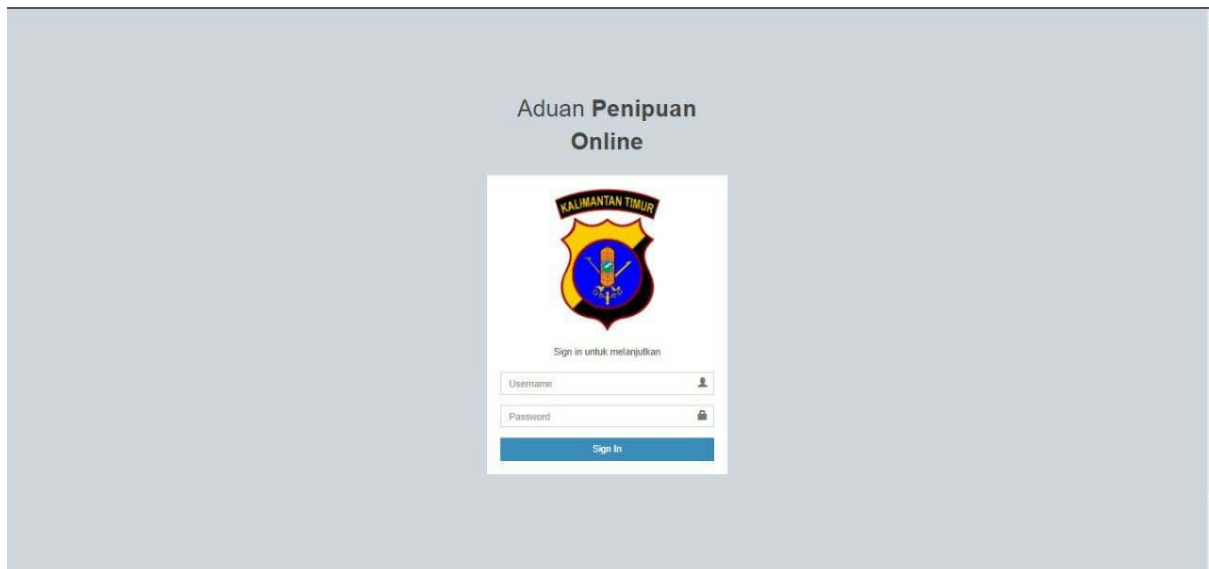 Aduan Penipuan
Online
KALIMANTAN TIMUR
Sign in untuk melanjutkan
Username
Password
Sign In